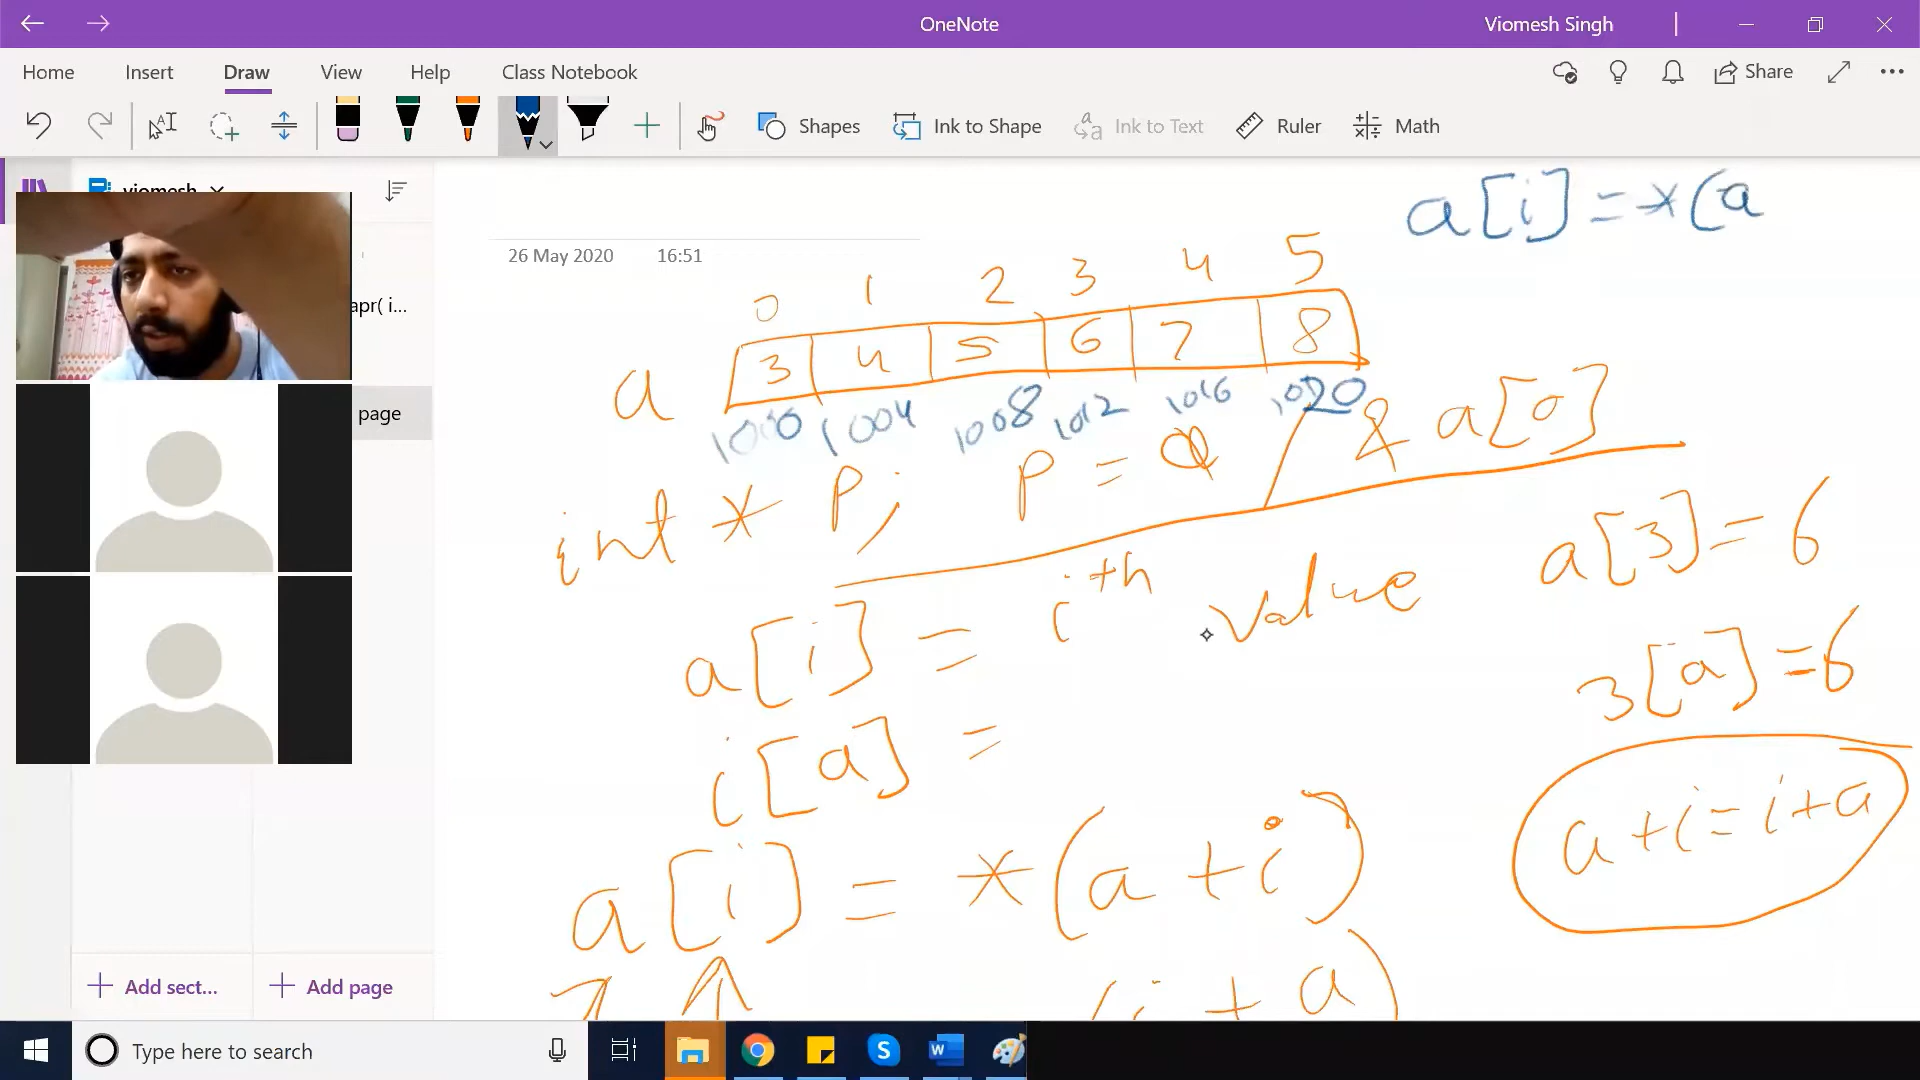 OneNote
Viomesh Singh
Home Insert Draw View Help Class Notebook
Share
Shapes Ink to Shape Ink to Text Ruler Math
viomesh
apr( i...
page
26 May 2020 16:51
a[i] = *(a
0 1 2 3 4 5
a 3 4 5 6 7 8
1000 1004 1008 1012 1016 1020
int * P; P = a / & a[0]
a[3] = 6
a[i] = ith value
3[a] = 6
i[a] =
a+i = i+a
a[i] = *(a+i)
(i + a)
Add sect... Add page
Type here to search